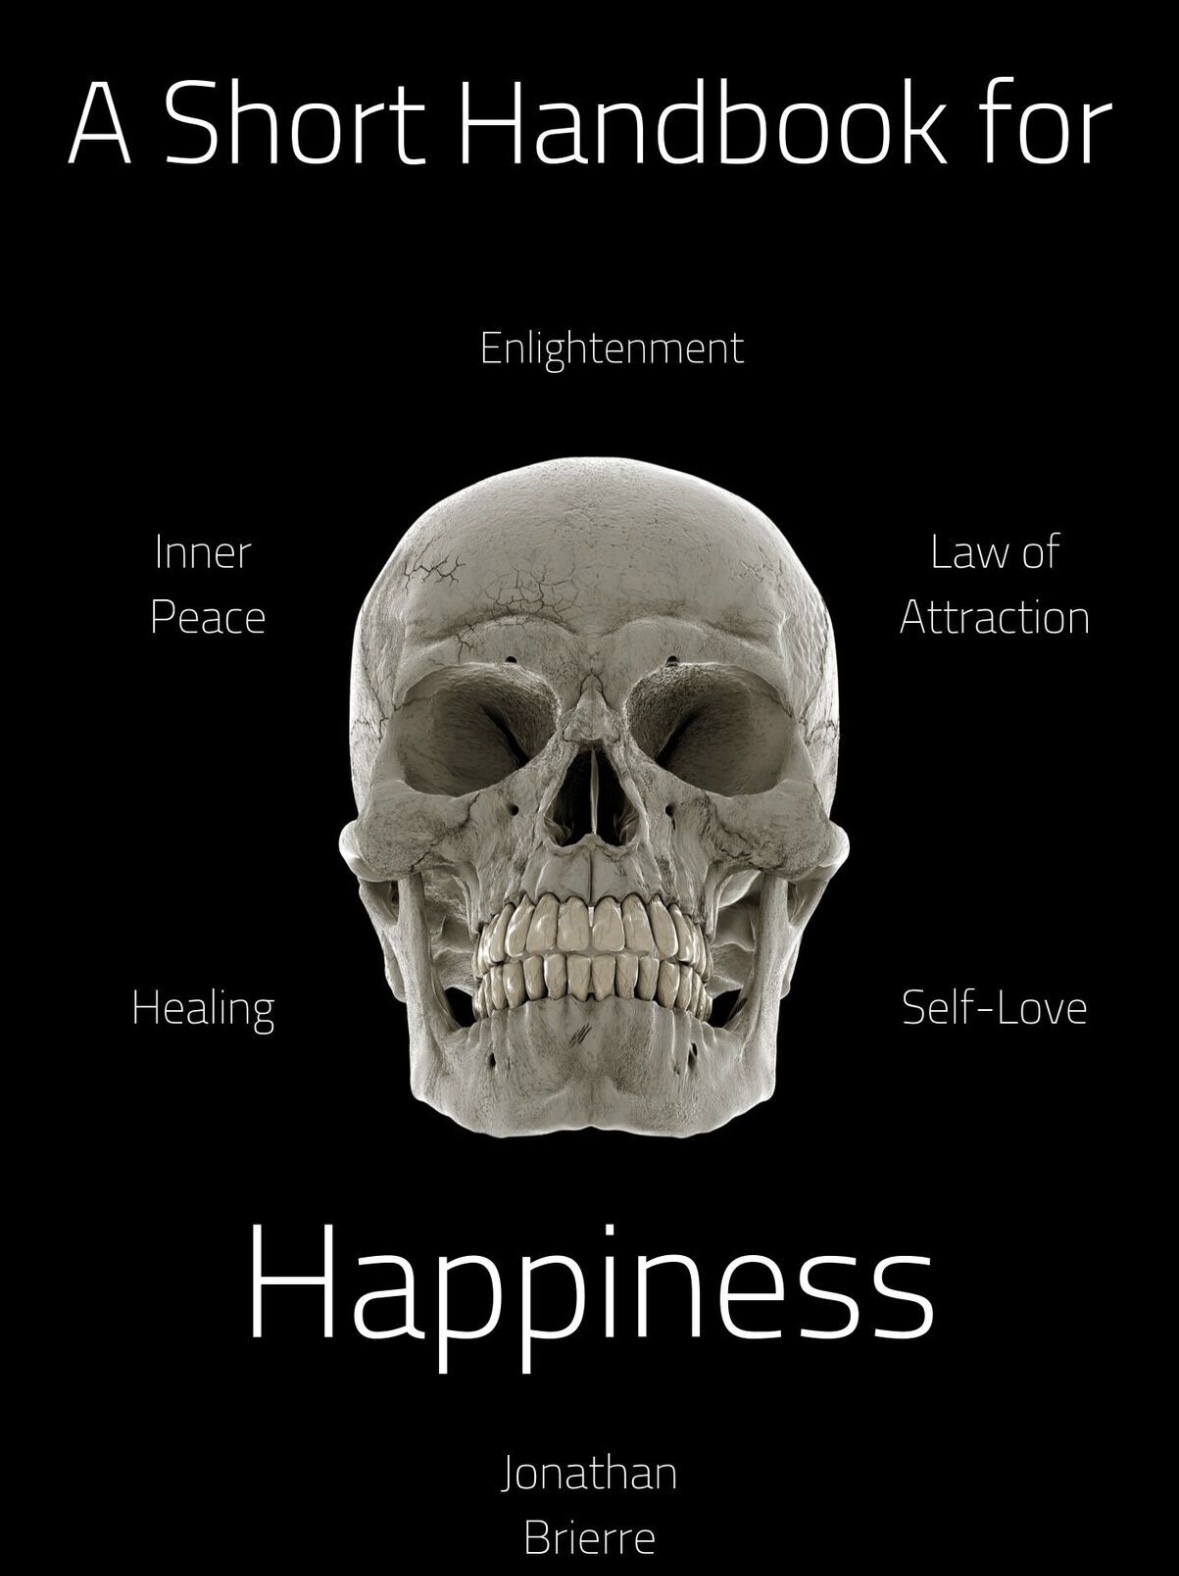 A Short Handbook for
Enlightenment
Inner
Peace
Law of
Attraction
Healing
Self-Love
Happiness
Jonathan
Brierre